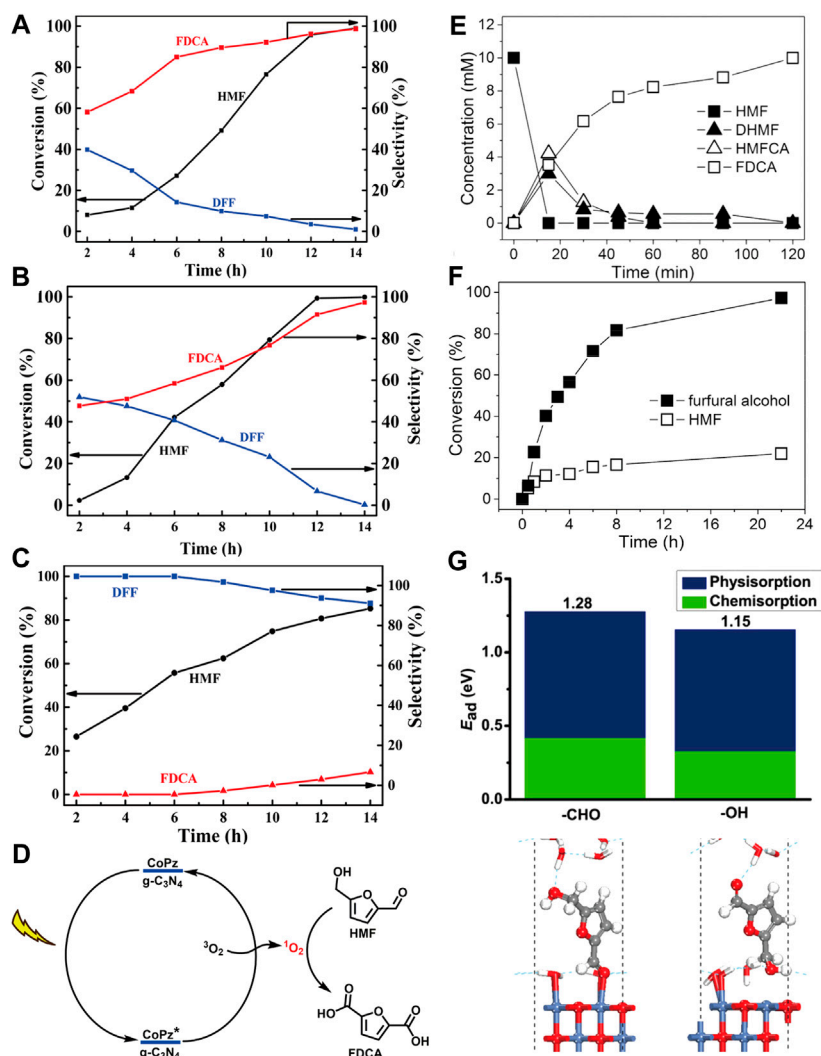 A
Conversion (%)
100
80
60
40
20
0
FDCA
HMF
DFF
Selectivity (%)
100
80
60
40
20
0
2 4 6 8 10 12 14
Time (h)
B
Conversion (%)
100
80
60
40
20
0
FDCA
HMF
DFF
Selectivity (%)
100
80
60
40
20
0
2 4 6 8 10 12 14
Time (h)
C
Conversion (%)
100
80
60
40
20
0
DFF
HMF
FDCA
Selectivity (%)
100
80
60
40
20
0
2 4 6 8 10 12 14
Time (h)
D
CoPz
g-C₃N₄
³O₂
¹O₂
OH
O
O
HMF
O
O
O
HO
OH
FDCA
CoPz*
g-C₃N₄
E
Concentration (mM)
10
8
6
4
2
0
HMF
DHMF
HMFCA
FDCA
0 20 40 60 80 100 120
Time (min)
F
Conversion (%)
100
80
60
40
20
0
furfural alcohol
HMF
0 4 8 12 16 20 24
Time (h)
G
Ead (eV)
1.5
1.0
0.5
0.0
Physisorption
Chemisorption
1.28
1.15
-CHO
-OH